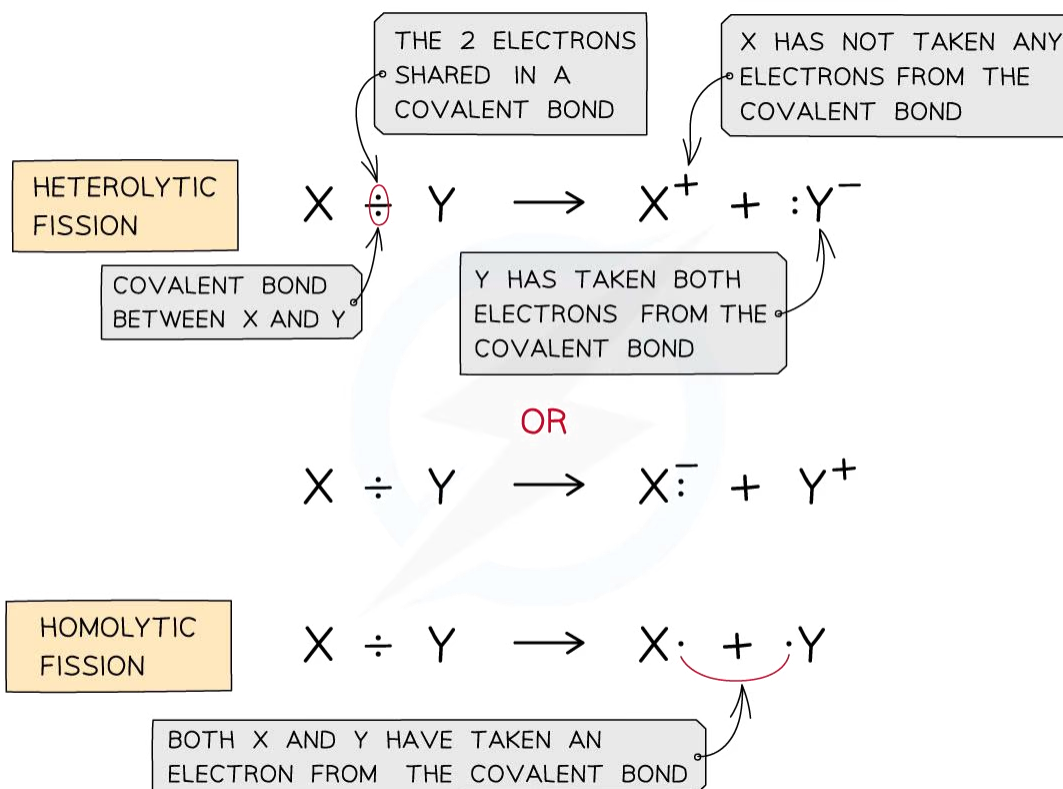 THE 2 ELECTRONS
SHARED IN A
COVALENT BOND
X HAS NOT TAKEN ANY
ELECTRONS FROM THE
COVALENT BOND
HETEROLYTIC
FISSION
X ÷ Y → X⁺ + :Y⁻
COVALENT BOND
BETWEEN X AND Y
Y HAS TAKEN BOTH
ELECTRONS FROM THE
COVALENT BOND
OR
X ÷ Y → X:⁻ + Y⁺
HOMOLYTIC
FISSION
X ÷ Y → X· + ·Y
BOTH X AND Y HAVE TAKEN AN
ELECTRON FROM THE COVALENT BOND